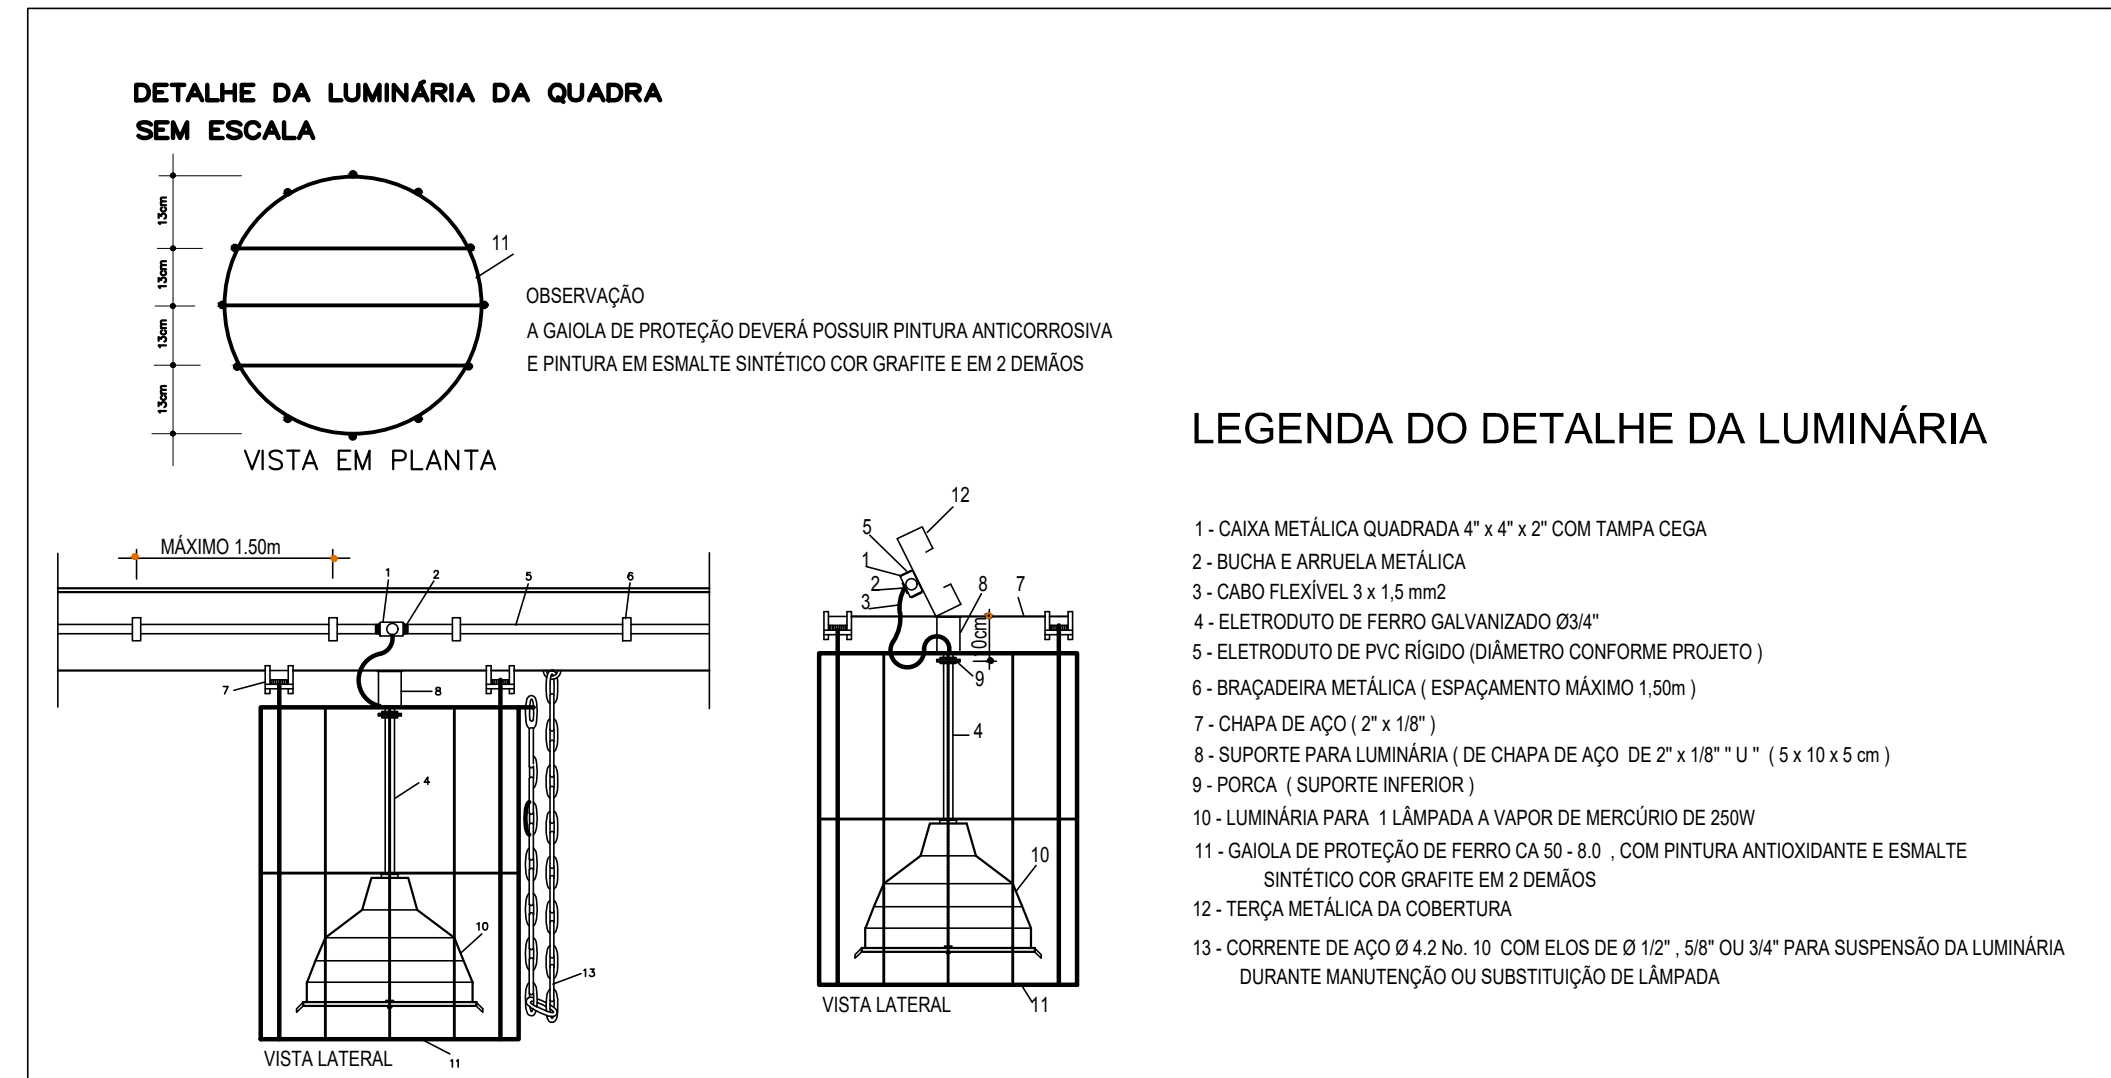 DETALHE DA LUMINÁRIA DA QUADRA
SEM ESCALA
13cm
13cm
13cm
13cm
11
OBSERVAÇÃO
A GAIOLA DE PROTEÇÃO DEVERÁ POSSUIR PINTURA ANTICORROSIVA
E PINTURA EM ESMALTE SINTÉTICO COR GRAFITE E EM 2 DEMÃOS
VISTA EM PLANTA
MÁXIMO 1.50m
1
2
5
6
7
8
4
10
13
VISTA LATERAL
11
12
5
1
2
3
8
7
10cm
9
4
10
VISTA LATERAL
11
LEGENDA DO DETALHE DA LUMINÁRIA
1 - CAIXA METÁLICA QUADRADA 4" x 4" x 2" COM TAMPA CEGA
2 - BUCHA E ARRUELA METÁLICA
3 - CABO FLEXÍVEL 3 x 1,5 mm2
4 - ELETRODUTO DE FERRO GALVANIZADO Ø3/4"
5 - ELETRODUTO DE PVC RÍGIDO (DIÂMETRO CONFORME PROJETO )
6 - BRAÇADEIRA METÁLICA ( ESPAÇAMENTO MÁXIMO 1,50m )
7 - CHAPA DE AÇO ( 2" x 1/8" )
8 - SUPORTE PARA LUMINÁRIA ( DE CHAPA DE AÇO DE 2" x 1/8" " U " ( 5 x 10 x 5 cm )
9 - PORCA ( SUPORTE INFERIOR )
10 - LUMINÁRIA PARA 1 LÂMPADA A VAPOR DE MERCÚRIO DE 250W
11 - GAIOLA DE PROTEÇÃO DE FERRO CA 50 - 8.0 , COM PINTURA ANTIOXIDANTE E ESMALTE
SINTÉTICO COR GRAFITE EM 2 DEMÃOS
12 - TERÇA METÁLICA DA COBERTURA
13 - CORRENTE DE AÇO Ø 4.2 No. 10 COM ELOS DE Ø 1/2" , 5/8" OU 3/4" PARA SUSPENSÃO DA LUMINÁRIA
DURANTE MANUTENÇÃO OU SUBSTITUIÇÃO DE LÂMPADA